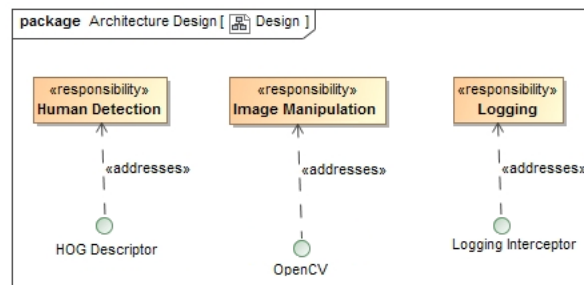 package Architecture Design [ Design ]
«responsibility» «responsibility» «responsibility»
Human Detection Image Manipulation Logging
«addresses» «addresses» «addresses»
HOG Descriptor OpenCV Logging Interceptor